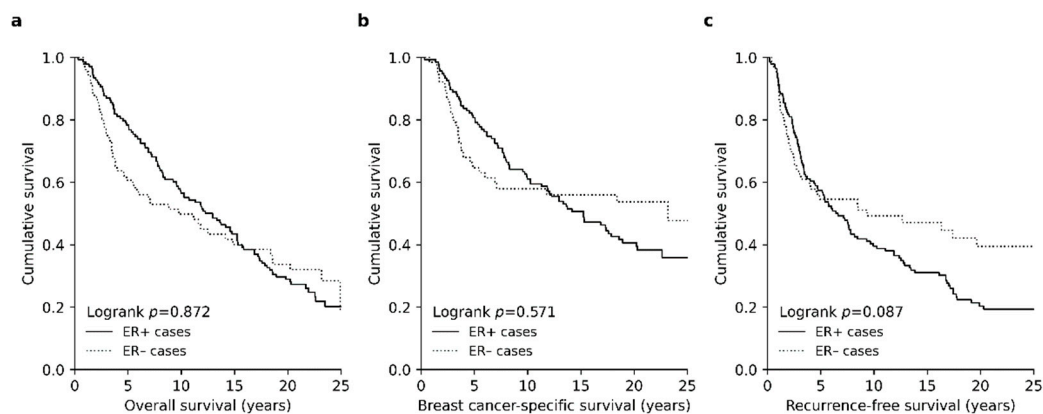 a
Cumulative survival
1.0
0.8
0.6
0.4
0.2
0.0
Logrank p=0.872
ER+ cases
ER– cases
0 5 10 15 20 25
Overall survival (years)
b
Cumulative survival
1.0
0.8
0.6
0.4
0.2
0.0
Logrank p=0.571
ER+ cases
ER– cases
0 5 10 15 20 25
Breast cancer-specific survival (years)
c
Cumulative survival
1.0
0.8
0.6
0.4
0.2
0.0
Logrank p=0.087
ER+ cases
ER– cases
0 5 10 15 20 25
Recurrence-free survival (years)